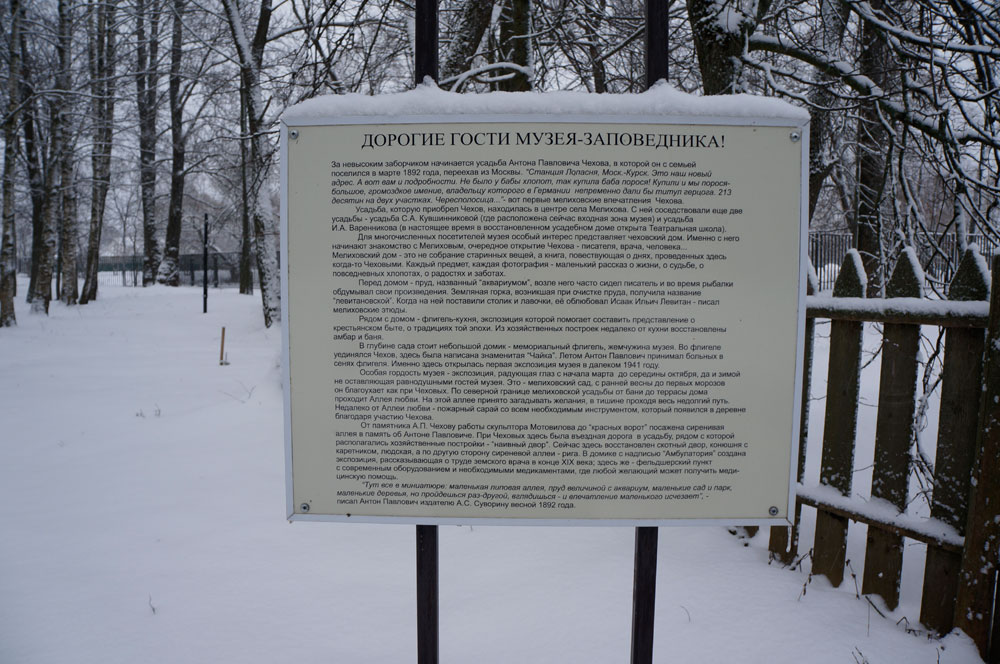 ДОРОГИЕ ГОСТИ МУЗЕЯ-ЗАПОВЕДНИКА!
За невысоким заборчиком начинается усадьба Антона Павловича Чехова, в которой он с семьей
поселился в марте 1892 года, переехав из Москвы. "Станция Лопасня, Моск.-Курск. Это наш новый
адрес. А вот вам и подробности. Не было у бабы хлопот, так купила баба порося! Купили и мы порося-
большое, громоздкое имение, владельцу которого в Германии непременно дали бы титул герцога. 213
десятин на двух участках. Чересполосица..."- вот первые мелиховские впечатления Чехова.
Усадьба, которую приобрел Чехов, находилась в центре села Мелихова. С ней соседствовали еще две
усадьбы - усадьба С.А. Кувшинниковой (где расположена сейчас входная зона музея) и усадьба
И.А. Варенникова (в настоящее время в восстановленном усадебном доме открыта Театральная школа).
Для многочисленных посетителей музея особый интерес представляет чеховский дом. Именно с него
начинают знакомство с Мелиховым, очередное открытие Чехова - писателя, врача, человека...
Мелиховский дом - это не собрание старинных вещей, а книга, повествующая о днях, проведенных здесь
когда-то Чеховыми. Каждый предмет, каждая фотография - маленький рассказ о жизни, о судьбе, о
повседневных хлопотах, о радостях и заботах.
Перед домом - пруд, названный "аквариумом", возле него часто сидел писатель и во время рыбалки
обдумывал свои произведения. Земляная горка, возникшая при очистке пруда, получила название
"левитановской". Когда на ней поставили столик и лавочки, её облюбовал Исаак Ильич Левитан - писал
мелиховские этюды.
Рядом с домом - флигель-кухня, экспозиция которой помогает составить представление о
крестьянском быте, о традициях той эпохи. Из хозяйственных построек недалеко от кухни восстановлены
амбар и баня.
В глубине сада стоит небольшой домик - мемориальный флигель, жемчужина музея. Во флигеле
уединялся Чехов, здесь была написана знаменитая "Чайка". Летом Антон Павлович принимал больных в
сенях флигеля. Именно здесь открылась первая экспозиция музея в далеком 1941 году.
Особая гордость музея - экспозиция, радующая глаз с начала марта до середины октября, да и зимой
не оставляющая равнодушными гостей музея. Это - мелиховский сад, с ранней весны до первых морозов
он благоухает как при Чеховых. По северной границе мелиховской усадьбы от бани до террасы дома
проходит Аллея любви. На этой аллее принято загадывать желания, в тишине проходя весь недолгий путь.
Недалеко от Аллеи любви - пожарный сарай со всем необходимым инструментом, который появился в деревне
благодаря участию Чехова.
От памятника А.П. Чехову работы скульптора Мотовилова до "красных ворот" посажена сиреневая
аллея в память об Антоне Павловиче. При Чеховых здесь была въездная дорога в усадьбу, рядом с которой
располагались хозяйственные постройки - "наивный двор". Сейчас здесь восстановлен скотный двор, конюшня с
каретником, людская, а по другую сторону сиреневой аллеи - рига. В домике с надписью "Амбулатория" создана
экспозиция, рассказывающая о труде земского врача в конце XIX века; здесь же - фельдшерский пункт
с современным оборудованием и необходимыми медикаментами, где любой желающий может получить меди-
цинскую помощь.
"Тут все в миниатюре: маленькая липовая аллея, пруд величиной с аквариум, маленькие сад и парк,
маленькие деревья, но пройдешься раз-другой, вглядишься - и впечатление маленького исчезает", -
писал Антон Павлович издателю А.С. Суворину весной 1892 года.